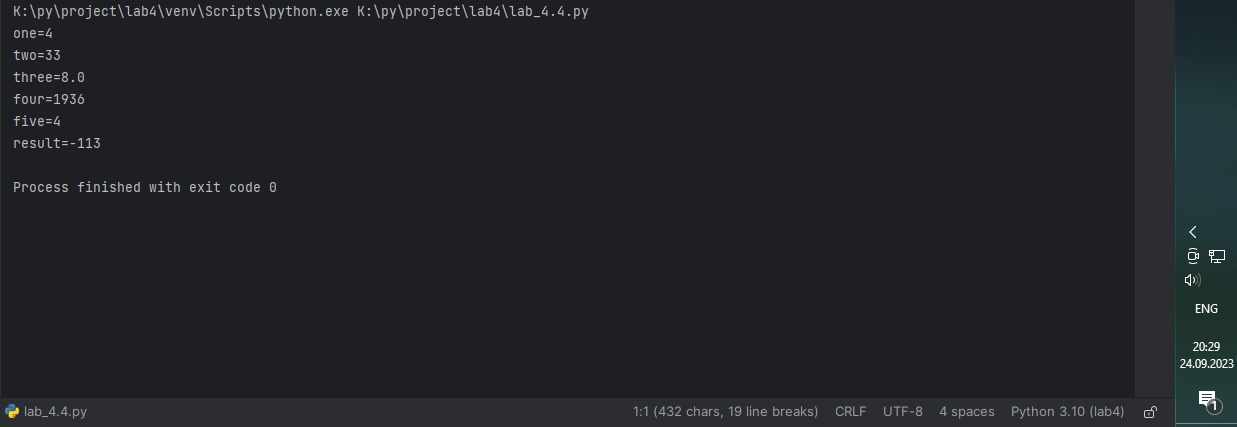 K:\py\project\lab4\venv\Scripts\python.exe K:\py\project\lab4\lab_4.4.py
one=4
two=33
three=8.0
four=1936
five=4
result=-113
Process finished with exit code 0
ENG
20:29
24.09.2023
1
lab_4.4.py
1:1 (432 chars, 19 line breaks) CRLF UTF-8 4 spaces Python 3.10 (lab4)